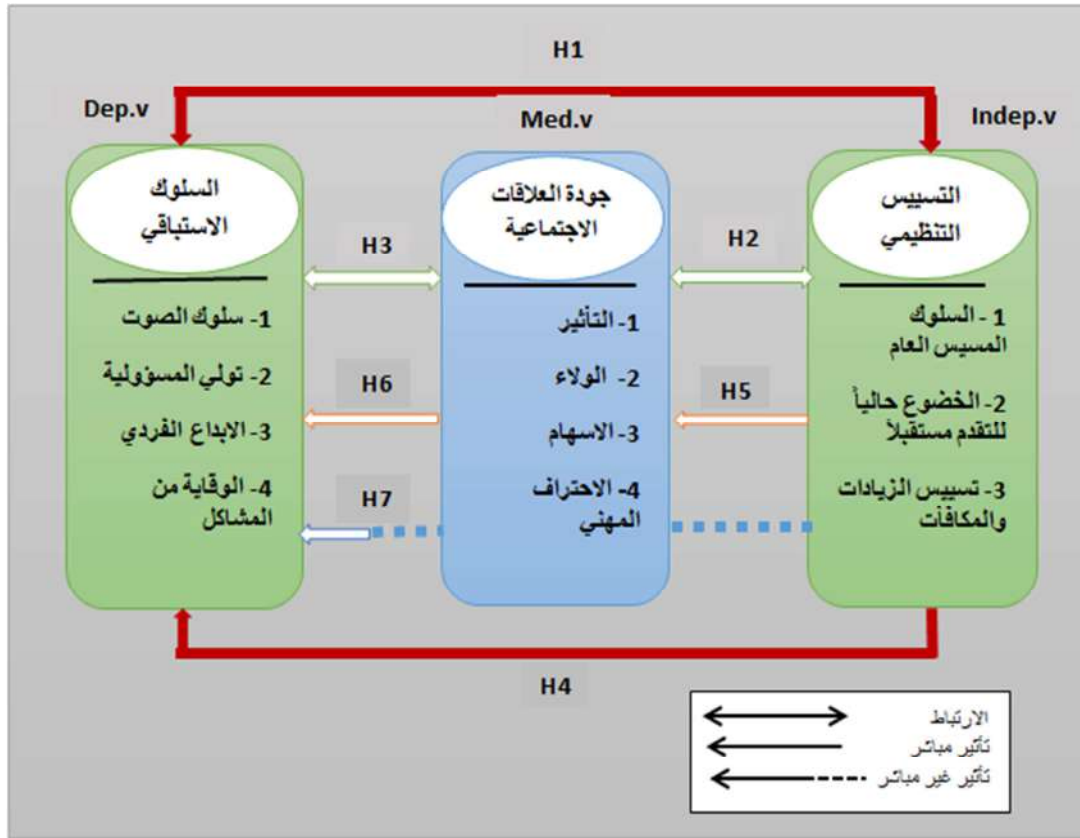 H1
Indep.v
Med.v
Dep.v
التسييس
التنظيمي
1 - السلوك
المسيس العام
2- الخضوع حالياً
للتقدم مستقبلاً
3- تسييس الزيادات
والمكافأت
H2
H5
جودة العلاقات
الاجتماعية
1- التأثير
2- الولاء
3- الاسهام
4- الاحتراف
المهني
H3
H6
H7
السلوك
الاستباقي
1- سلوك الصوت
2- تولي المسؤولية
3- الابداع الفردي
4- الوقاية من
المشاكل
H4
الارتباط
تأثير مباشر
تأثير غير مباشر